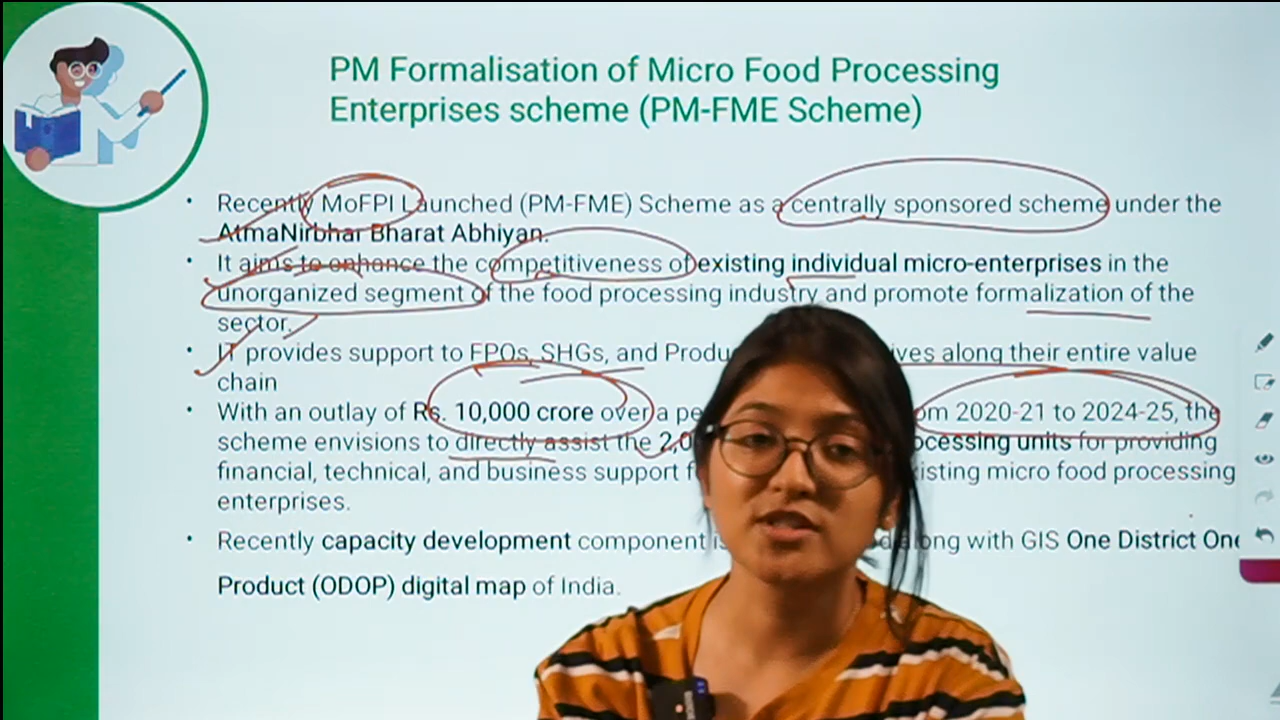 PM Formalisation of Micro Food Processing
Enterprises scheme (PM-FME Scheme)
• Recently MoFPI Launched (PM-FME) Scheme as a centrally sponsored scheme under the
AtmaNirbhar Bharat Abhiyan.
• It aims to enhance the competitiveness of existing individual micro-enterprises in the
unorganized segment of the food processing industry and promote formalization of the
sector.
• IT provides support to FPOs, SHGs, and along their entire value
chain
• With an outlay of Rs. 10,000 crore over a 2020-21 to 2024-25, the
scheme envisions to directly assist the units for providing
financial, technical, and business support micro food processing
enterprises.
• Recently capacity development component along with GIS One District One
Product (ODOP) digital map of India.